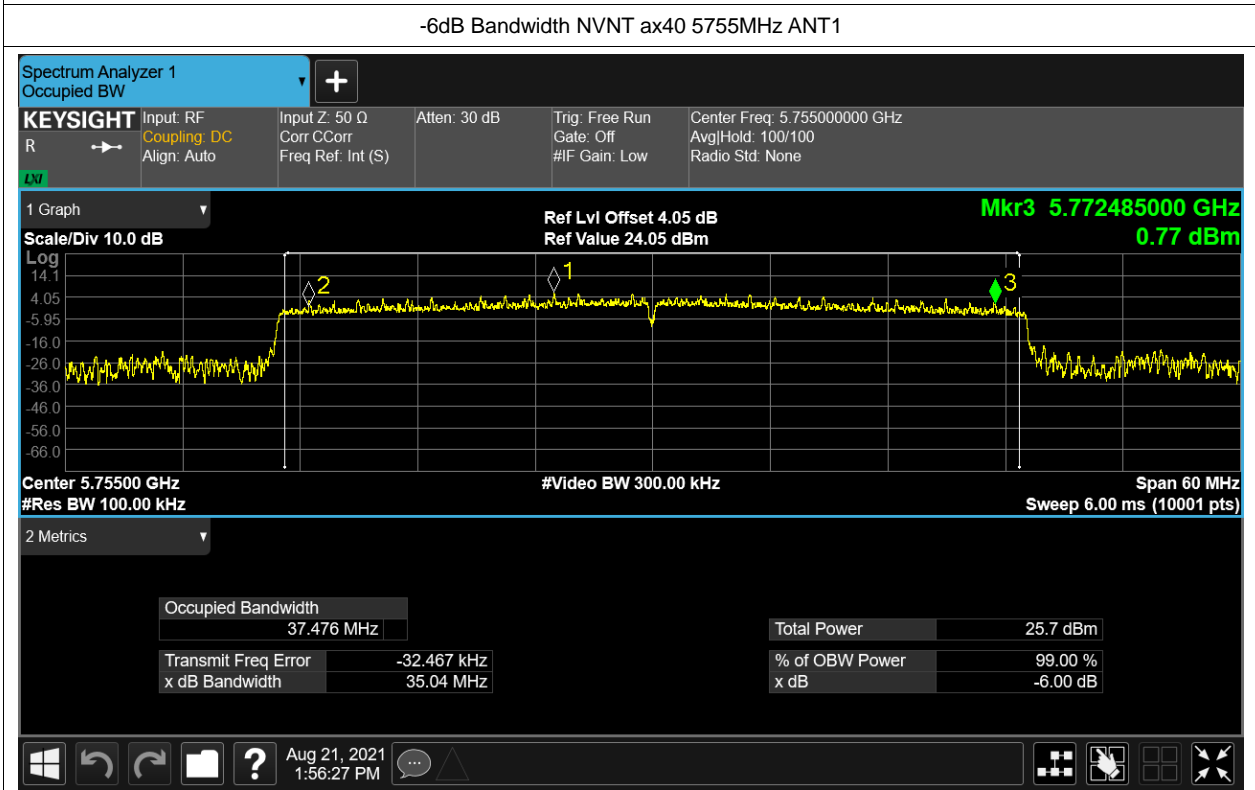 -6dB Bandwidth NVNT ax40 5755MHz ANT1
Spectrum Analyzer 1
Occupied BW
KEYSIGHT
R
LXI
Input: RF
Coupling: DC
Align: Auto
Input Z: 50 Ω
Corr CCorr
Freq Ref: Int (S)
Atten: 30 dB
Trig: Free Run
Gate: Off
#IF Gain: Low
Center Freq: 5.755000000 GHz
Avg|Hold: 100/100
Radio Std: None
1 Graph
Scale/Div 10.0 dB
Ref Lvl Offset 4.05 dB
Ref Value 24.05 dBm
Mkr3 5.772485000 GHz
0.77 dBm
Log
14.1
4.05
-5.95
-16.0
-26.0
-36.0
-46.0
-56.0
-66.0
2
1
3
Center 5.75500 GHz
#Res BW 100.00 kHz
#Video BW 300.00 kHz
Span 60 MHz
Sweep 6.00 ms (10001 pts)
2 Metrics
Occupied Bandwidth
37.476 MHz
Transmit Freq Error -32.467 kHz
x dB Bandwidth 35.04 MHz
Total Power 25.7 dBm
% of OBW Power 99.00 %
x dB -6.00 dB
Aug 21, 2021
1:56:27 PM